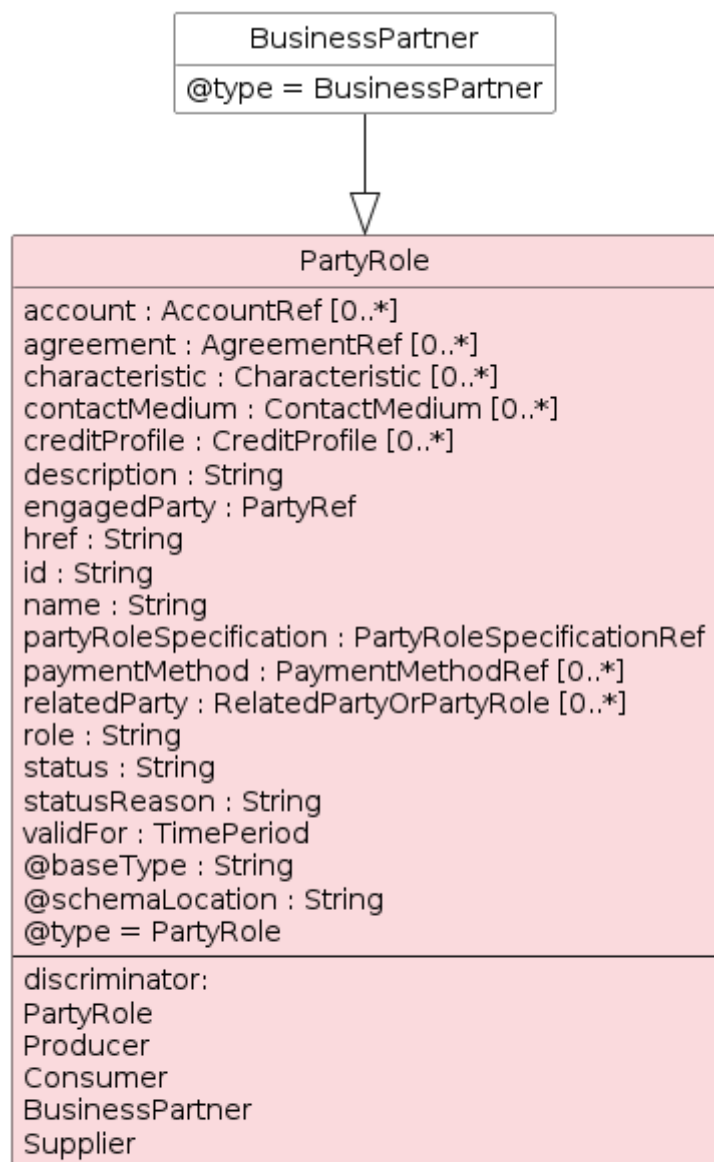 BusinessPartner
@type = BusinessPartner
PartyRole
account : AccountRef [0..*]
agreement : AgreementRef [0..*]
characteristic : Characteristic [0..*]
contactMedium : ContactMedium [0..*]
creditProfile : CreditProfile [0..*]
description : String
engagedParty : PartyRef
href : String
id : String
name : String
partyRoleSpecification : PartyRoleSpecificationRef
paymentMethod : PaymentMethodRef [0..*]
relatedParty : RelatedPartyOrPartyRole [0..*]
role : String
status : String
statusReason : String
validFor : TimePeriod
@baseType : String
@schemaLocation : String
@type = PartyRole
discriminator:
PartyRole
Producer
Consumer
BusinessPartner
Supplier